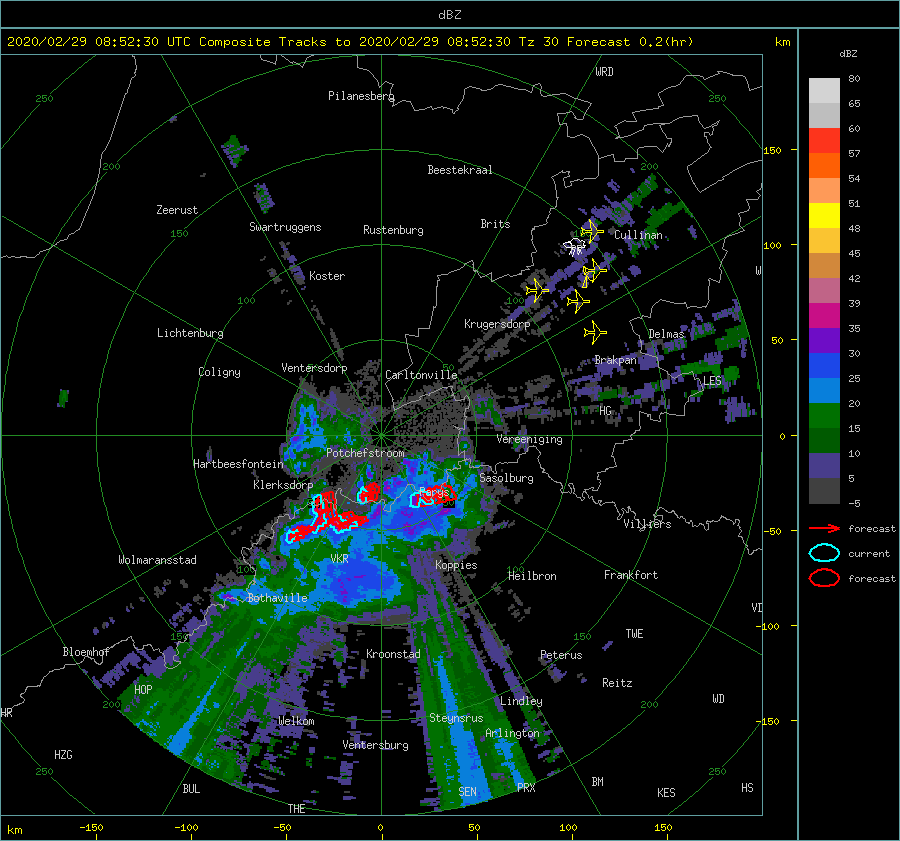 dBZ
2020/02/29 08:52:30 UTC Composite Tracks to 2020/02/29 08:52:30 Tz 30 Forecast 0.2(hr)
km
dBZ
80
65
60
57
54
51
48
45
42
39
35
30
25
20
15
10
5
-5
forecast
current
forecast
WRD
250
250
Pilanesberg
150
200
200
Beestekraal
Zeerust
Swartruggens
Rustenburg
Brits
150
Cullinan
100
Koster
W
100
100
Krugersdorp
Lichtenburg
Delmas
50
Brakpan
Coligny
Ventersdorp
Carltonville
LES
HG
0
Vereeniging
Potchefstroom
Hartbeesfontein
Klerksdorp
Sasolburg
Parys
Villiers
-50
Wolmaransstad
VKR
Koppies
100
100
Heilbron
Frankfort
Bothaville
VI
-100
150
150
TWE
Bloemhof
Kroonstad
Peterus
HOP
Reitz
200
200
WD
Lindley
HR
Welkom
Steynsrus
-150
Arlington
Ventersburg
HZG
250
250
BUL
SEN
PRX
BM
KES
HS
THE
km
-150
-100
-50
0
50
100
150